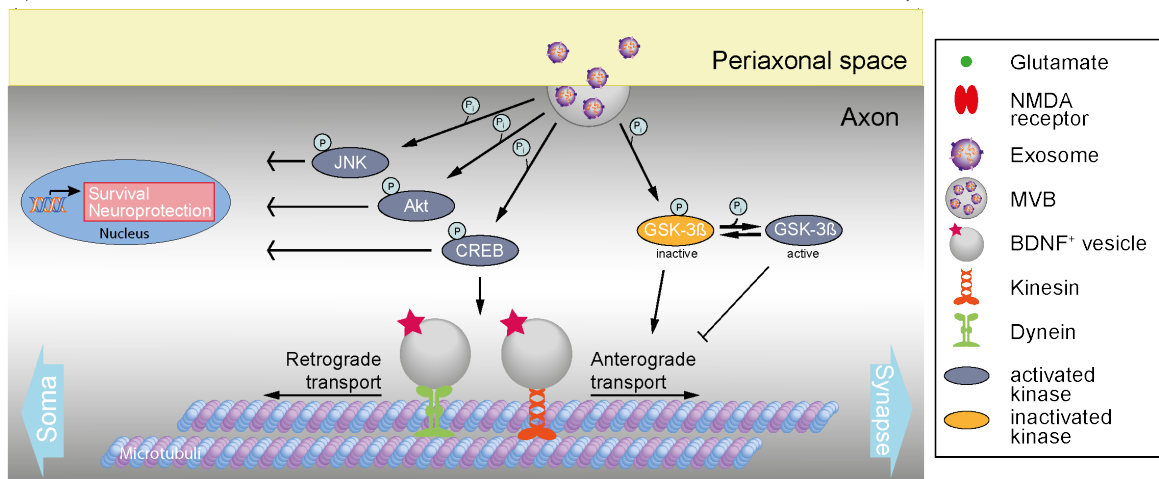 Periaxonal space
Axon
Pi
Pi
Pi
Pi
P
JNK
P
Akt
P
CREB
Survival
Neuroprotection
Nucleus
P
GSK-3ß
inactive
Pi
GSK-3ß
active
Retrograde
transport
Anterograde
transport
Soma
Synapse
Microtubuli
Glutamate
NMDA
receptor
Exosome
MVB
BDNF⁺ vesicle
Kinesin
Dynein
activated
kinase
inactivated
kinase